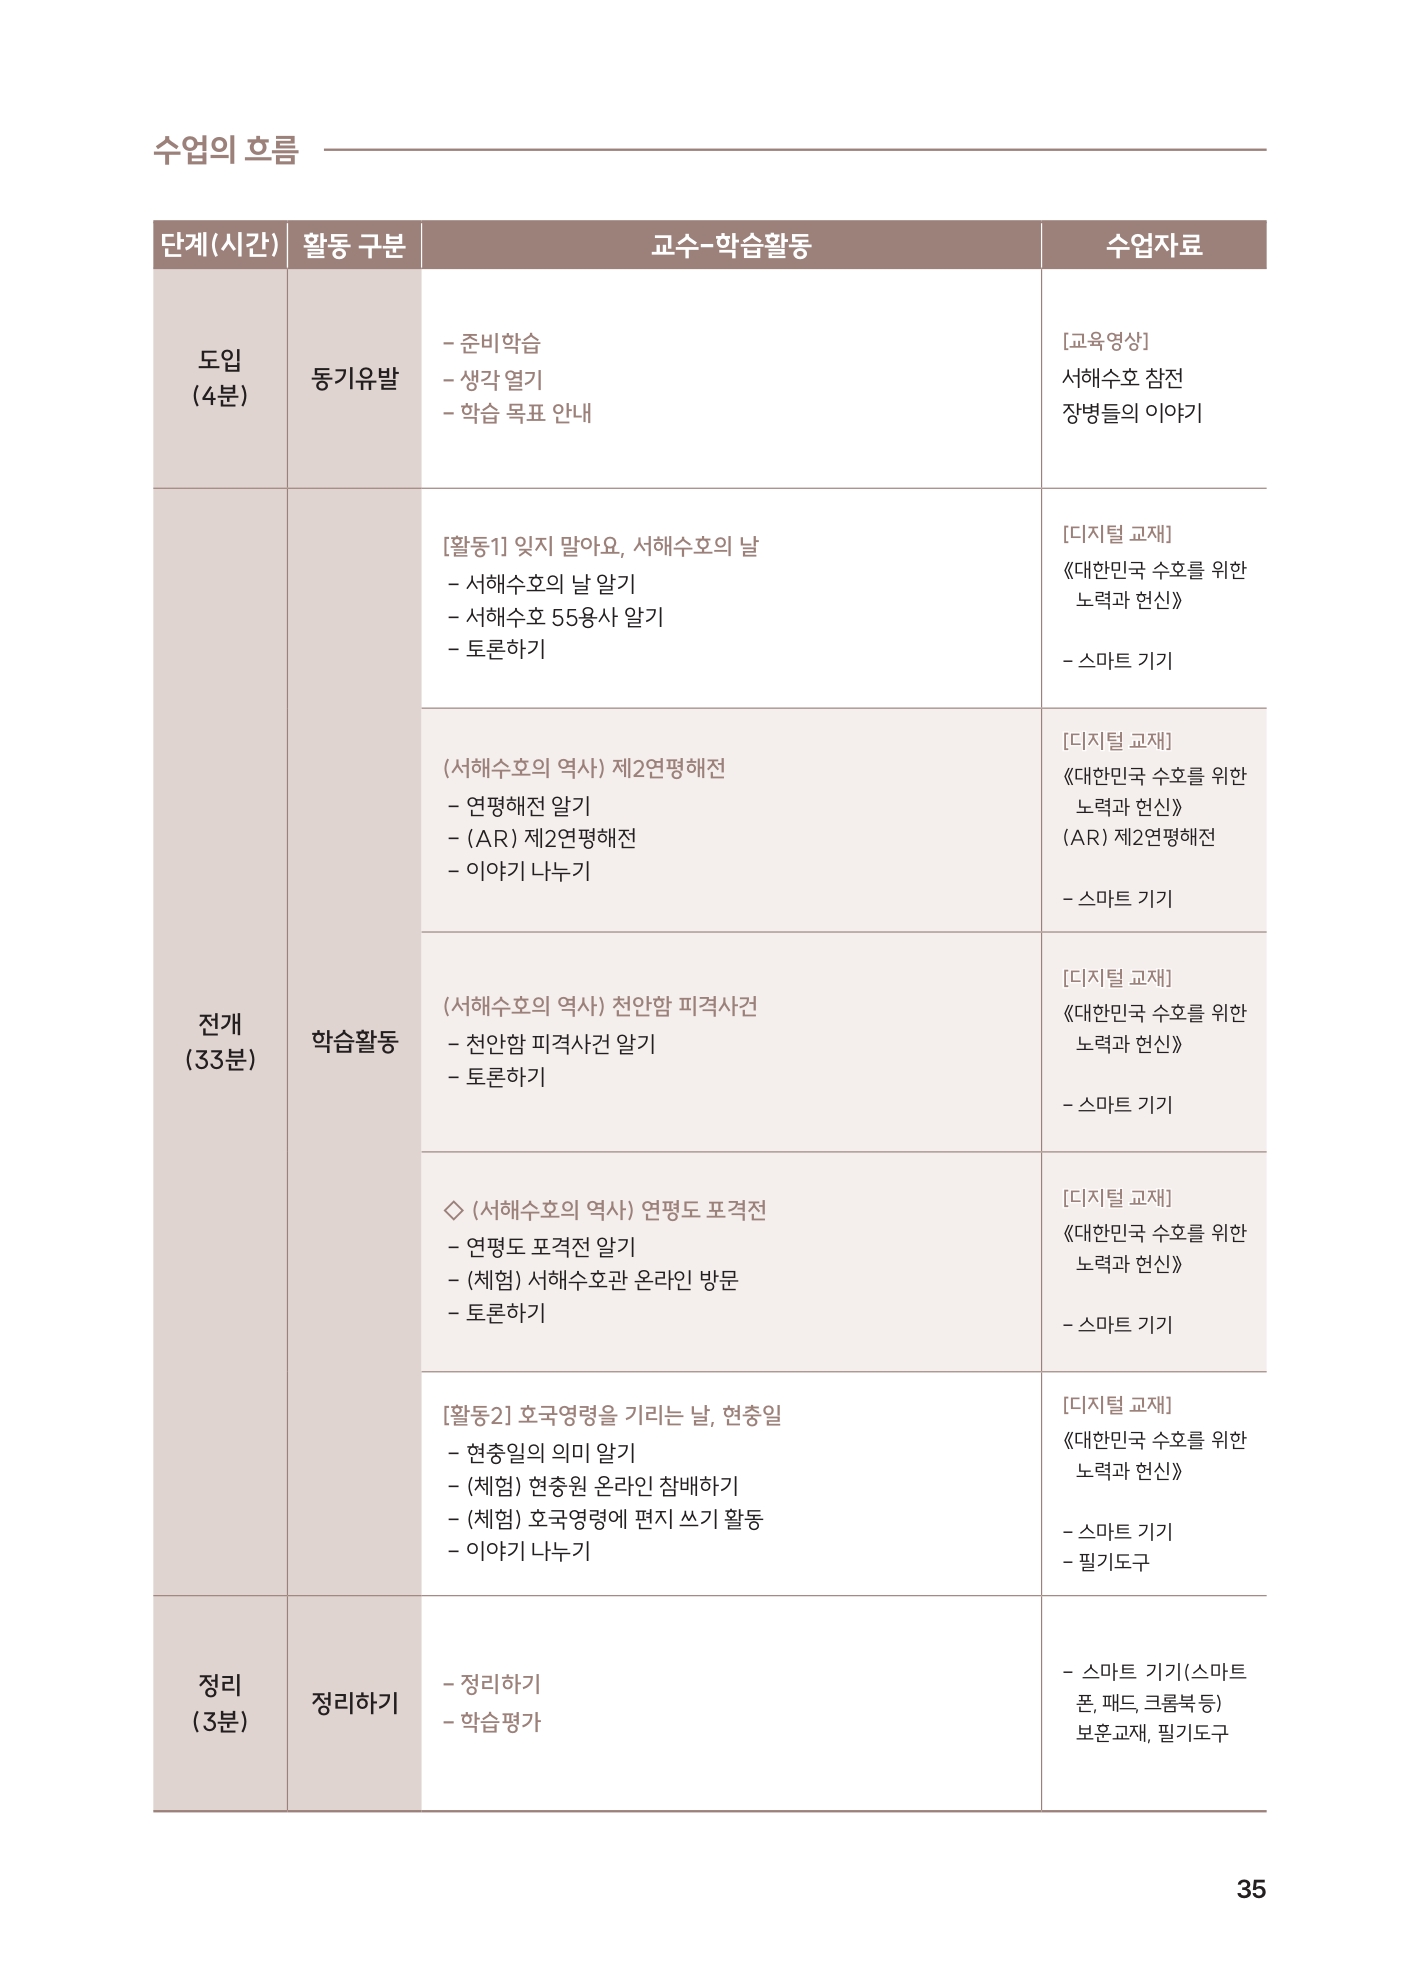 수업의 흐름
단계(시간) 활동 구분 교수-학습활동 수업자료
도입
(4분)
동기유발
- 준비학습
- 생각 열기
- 학습 목표 안내
[교육영상]
서해수호 참전
장병들의 이야기
전개
(33분)
학습활동
[활동1] 잊지 말아요, 서해수호의 날
- 서해수호의 날 알기
- 서해수호 55용사 알기
- 토론하기
[디지털 교재]
《대한민국 수호를 위한
노력과 헌신》
- 스마트 기기
(서해수호의 역사) 제2연평해전
- 연평해전 알기
- (AR) 제2연평해전
- 이야기 나누기
[디지털 교재]
《대한민국 수호를 위한
노력과 헌신》
(AR) 제2연평해전
- 스마트 기기
(서해수호의 역사) 천안함 피격사건
- 천안함 피격사건 알기
- 토론하기
[디지털 교재]
《대한민국 수호를 위한
노력과 헌신》
- 스마트 기기
◇ (서해수호의 역사) 연평도 포격전
- 연평도 포격전 알기
- (체험) 서해수호관 온라인 방문
- 토론하기
[디지털 교재]
《대한민국 수호를 위한
노력과 헌신》
- 스마트 기기
[활동2] 호국영령을 기리는 날, 현충일
- 현충일의 의미 알기
- (체험) 현충원 온라인 참배하기
- (체험) 호국영령에 편지 쓰기 활동
- 이야기 나누기
[디지털 교재]
《대한민국 수호를 위한
노력과 헌신》
- 스마트 기기
- 필기도구
정리
(3분)
정리하기
- 정리하기
- 학습평가
- 스마트 기기(스마트
폰, 패드, 크롬북 등)
보훈교재, 필기도구
35